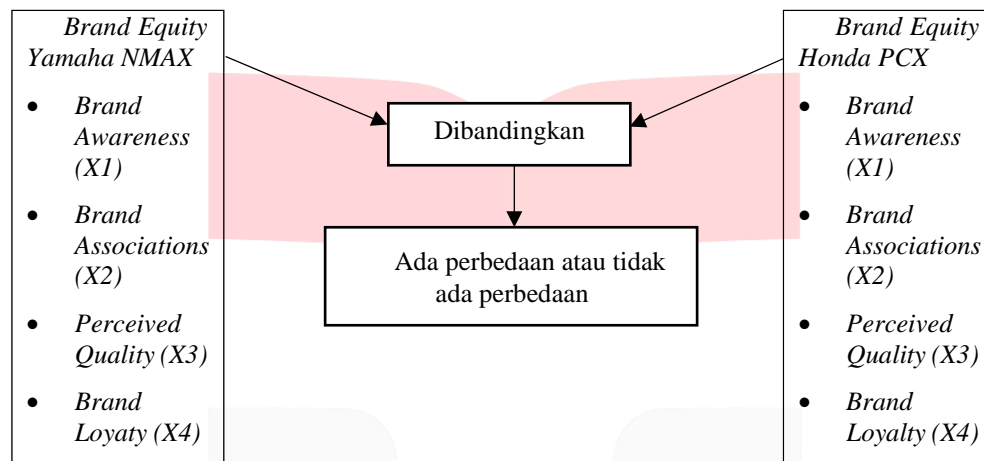 Brand Equity
Yamaha NMAX
• Brand
Awareness
(X1)
• Brand
Associations
(X2)
• Perceived
Quality (X3)
• Brand
Loyaty (X4)
Dibandingkan
Ada perbedaan atau tidak
ada perbedaan
Brand Equity
Honda PCX
• Brand
Awareness
(X1)
• Brand
Associations
(X2)
• Perceived
Quality (X3)
• Brand
Loyalty (X4)